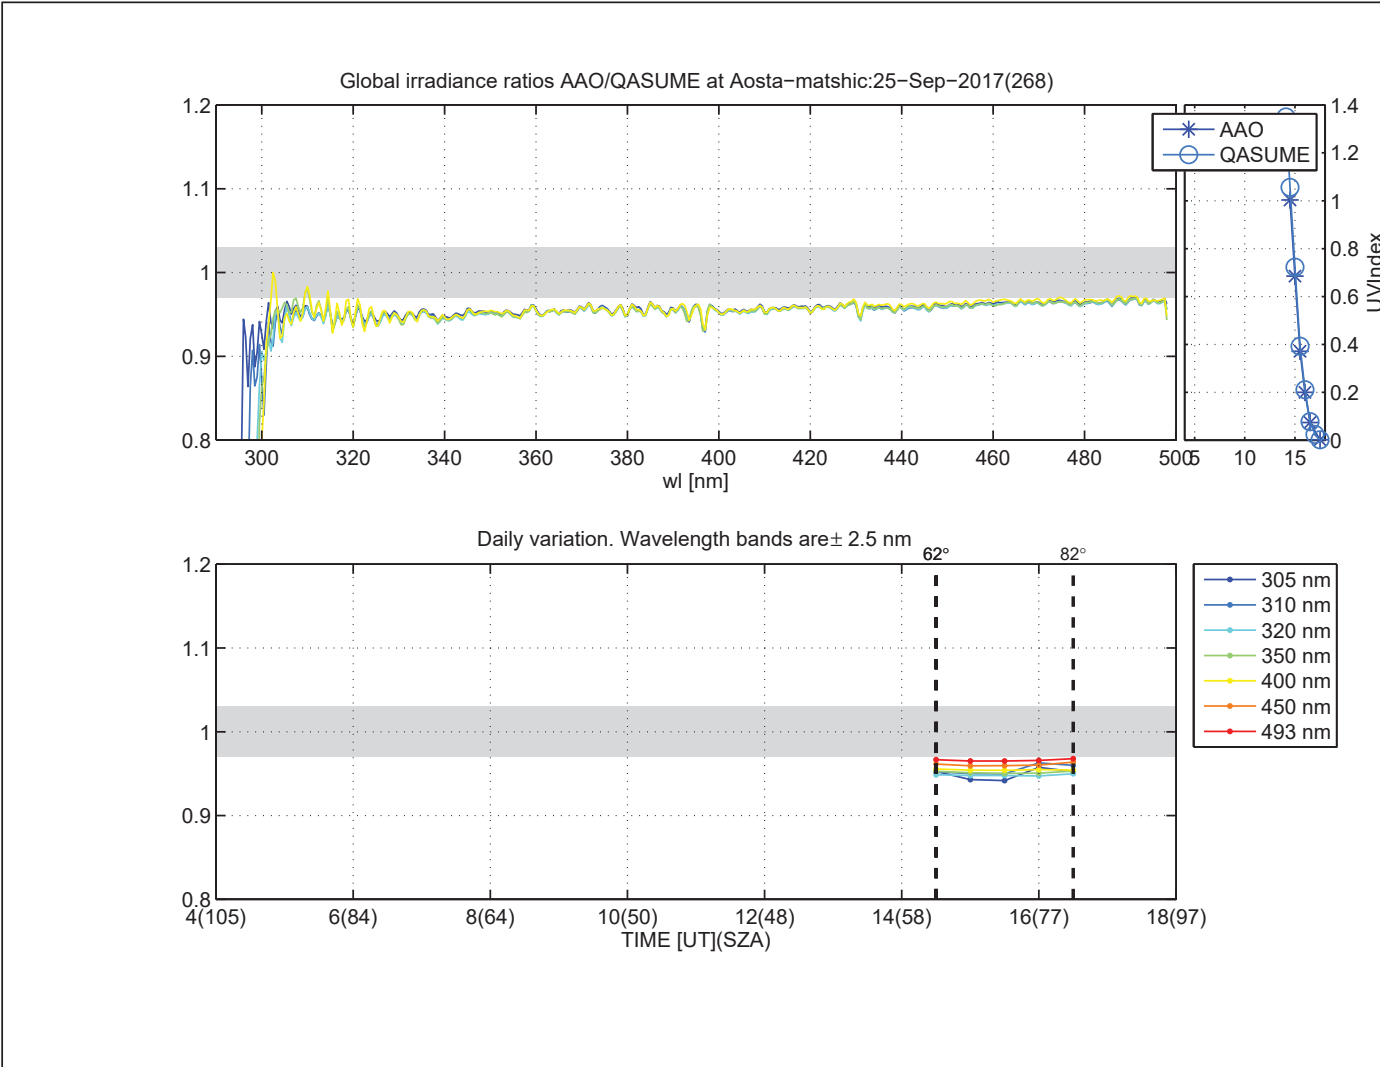 Global irradiance ratios AAO/QASUME at Aosta−matshic:25−Sep−2017(268)
1.2
1.1
1
0.9
0.8
300 320 340 360 380 400 420 440 460 480 500
wl [nm]
AAO
QASUME
1.4
1.2
1
0.8
0.6
0.4
0.2
0
UVIndex
5 10 15
Daily variation. Wavelength bands are± 2.5 nm
62° 82°
1.2
1.1
1
0.9
0.8
4(105) 6(84) 8(64) 10(50) 12(48) 14(58) 16(77) 18(97)
TIME [UT](SZA)
305 nm
310 nm
320 nm
350 nm
400 nm
450 nm
493 nm